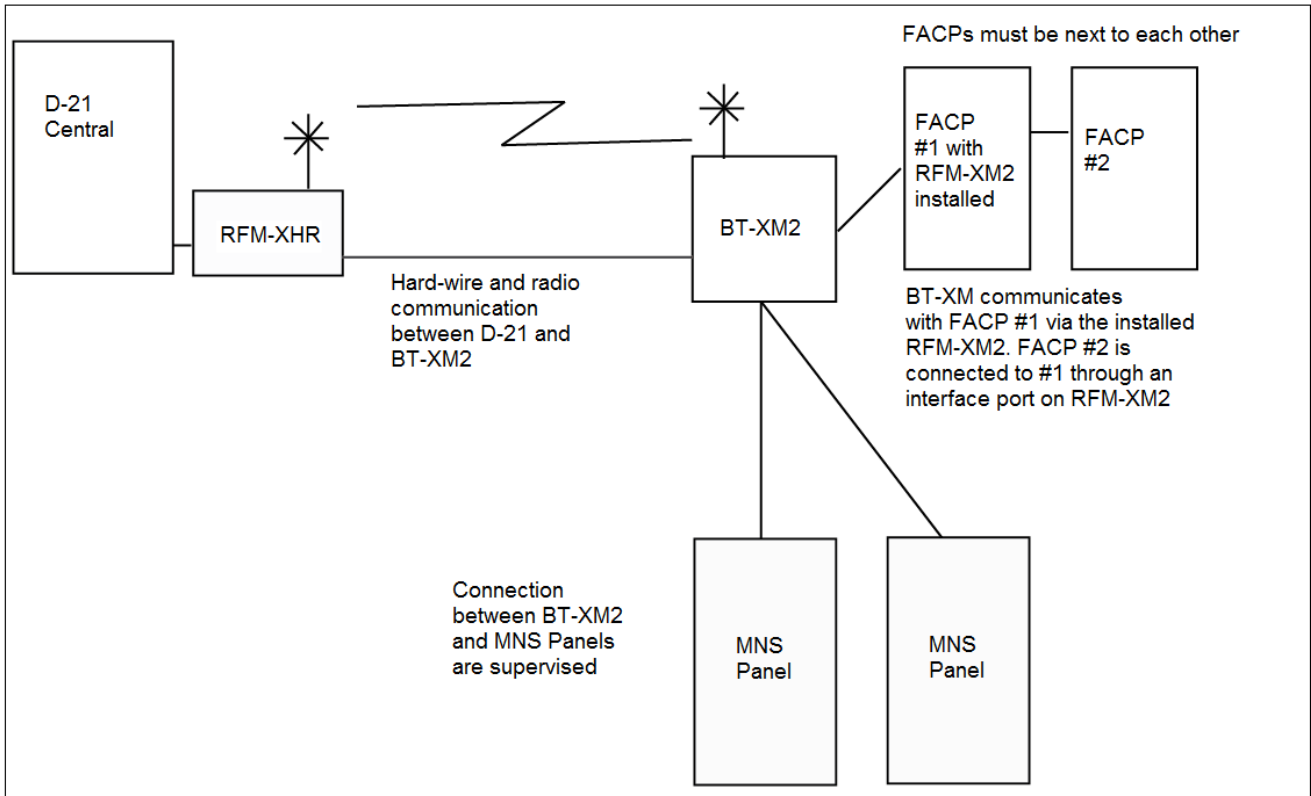 FACPs must be next to each other
D-21
Central
FACP
#1 with
RFM-XM2
installed
FACP
#2
RFM-XHR
BT-XM2
Hard-wire and radio
communication
between D-21 and
BT-XM2
BT-XM communicates
with FACP #1 via the installed
RFM-XM2. FACP #2 is
connected to #1 through an
interface port on RFM-XM2
Connection
between BT-XM2
and MNS Panels
are supervised
MNS
Panel
MNS
Panel